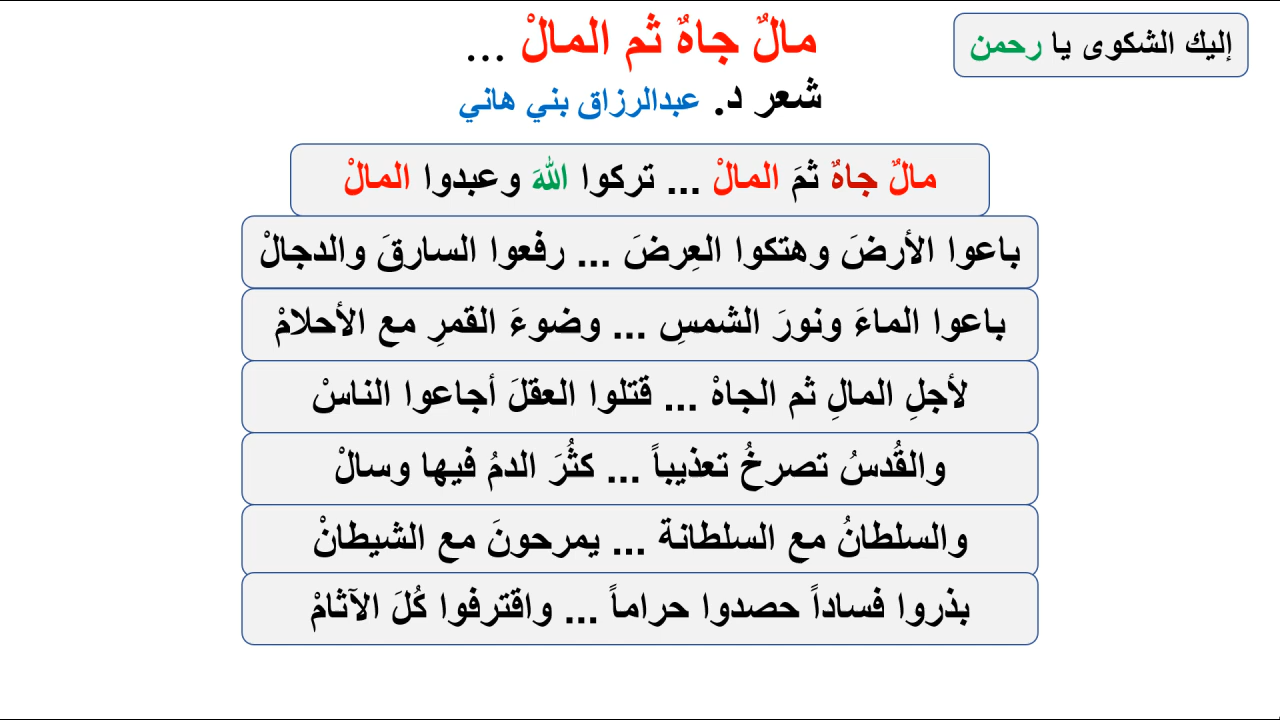 إليك الشكوى يا رحمن
مالٌ جاهٌ ثم المالْ ...
شعر د. عبدالرزاق بني هاني
مالٌ جاهٌ ثمَ المالْ ... تركوا اللهَ وعبدوا المالْ
باعوا الأرضَ وهتكوا العِرضَ ... رفعوا السارقَ والدجالْ
باعوا الماءَ ونورَ الشمسِ ... وضوءَ القمرِ مع الأحلامْ
لأجلِ المالِ ثم الجاهْ ... قتلوا العقلَ أجاعوا الناسْ
والقُدسُ تصرخُ تعذيباً ... كثُرَ الدمُ فيها وسالْ
والسلطانُ مع السلطانة ... يمرحونَ مع الشيطانْ
بذروا فساداً حصدوا حراماً ... واقترفوا كُلَ الآثامْ